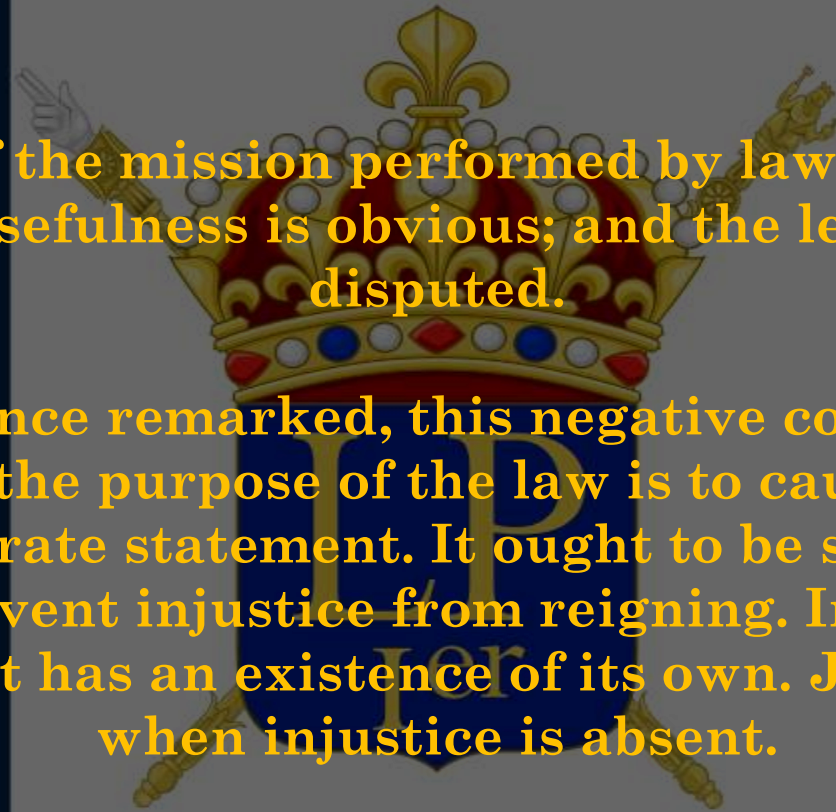 f the mission performed by law
sefulness is obvious; and the le
disputed.
nce remarked, this negative co
the purpose of the law is to cau
rate statement. It ought to be s
vent injustice from reigning. I
t has an existence of its own. J
when injustice is absent.
LP
Ier